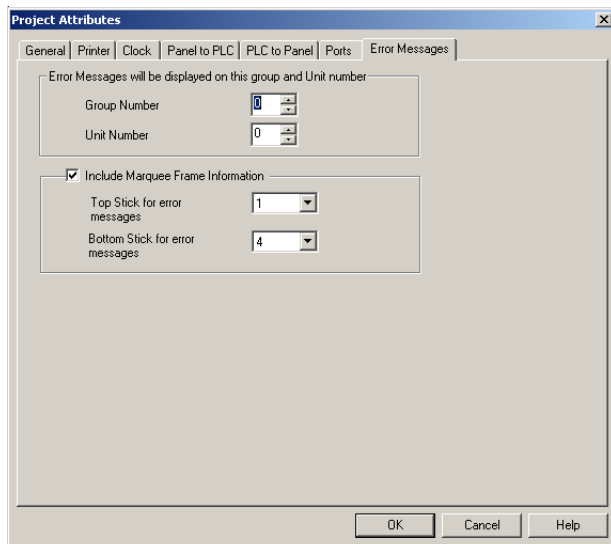 Project Attributes
General Printer Clock Panel to PLC PLC to Panel Ports Error Messages
Error Messages will be displayed on this group and Unit number
Group Number 0
Unit Number 0
Include Marquee Frame Information
Top Stick for error
messages
1
Bottom Stick for error
messages
4
OK Cancel Help